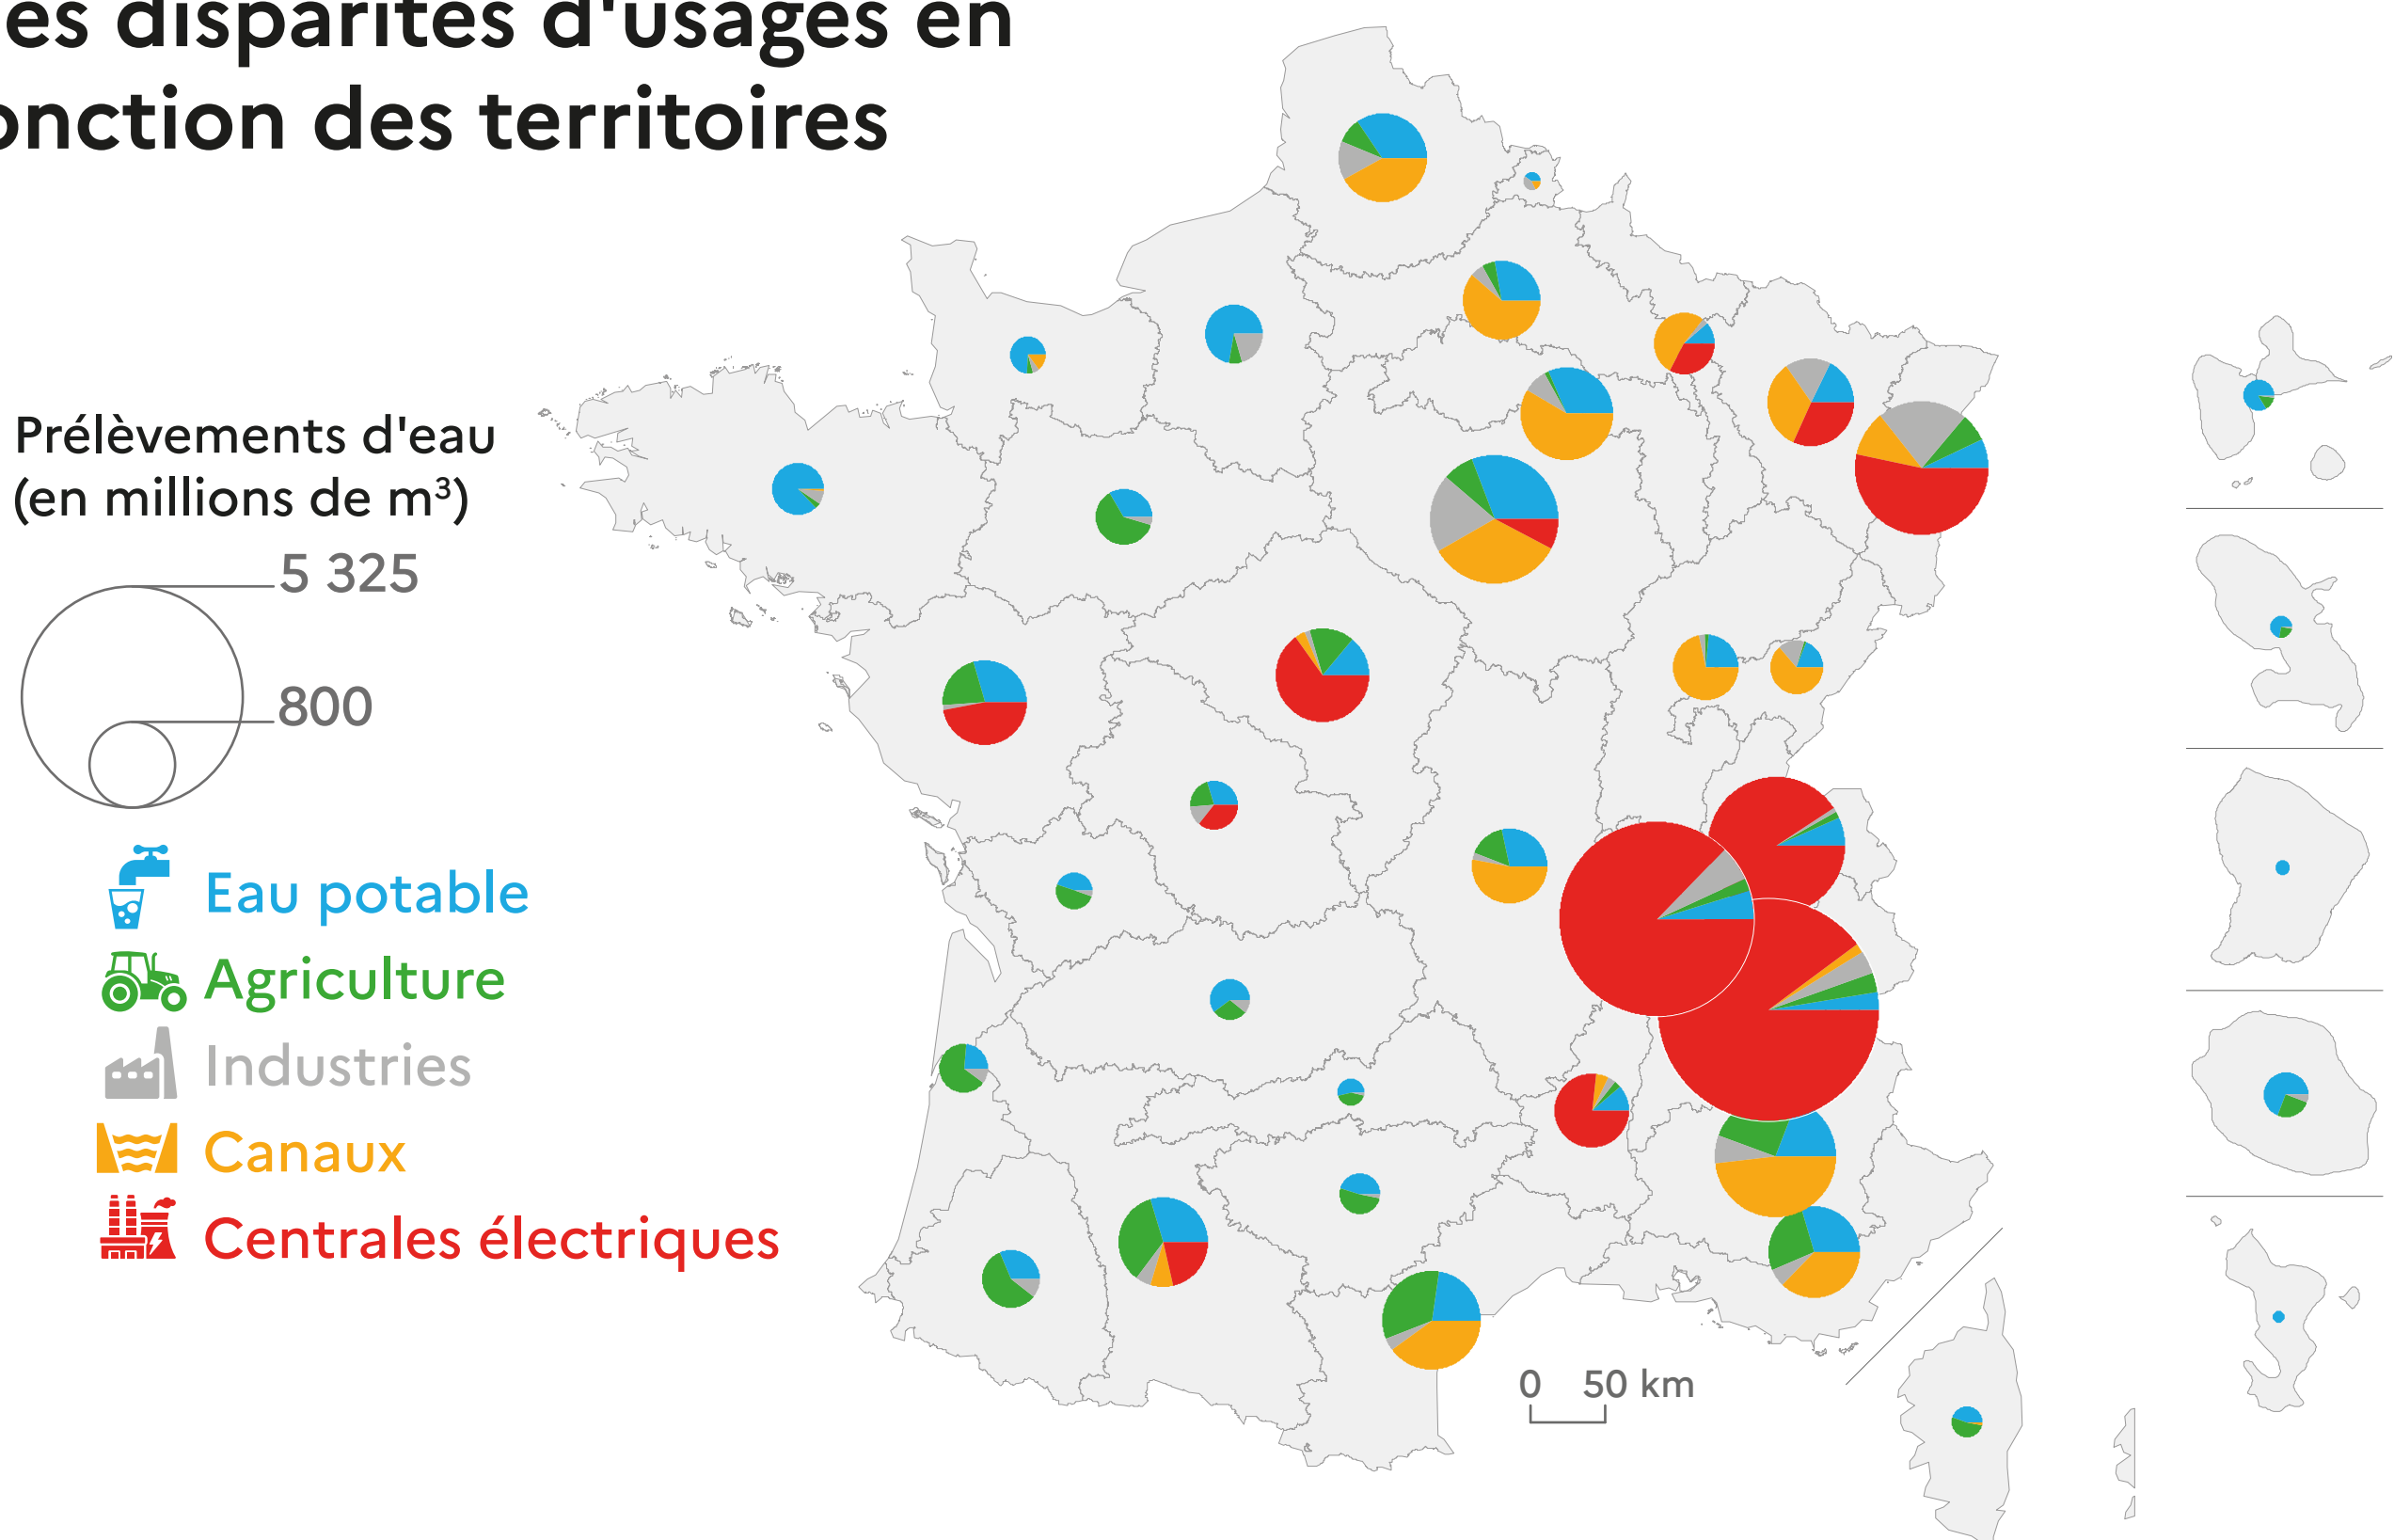 es disparités d'usages en
onction des territoires
Prélèvements d'eau
(en millions de m³)
5 325
800
Eau potable
Agriculture
Industries
Canaux
Centrales électriques
0 50 km